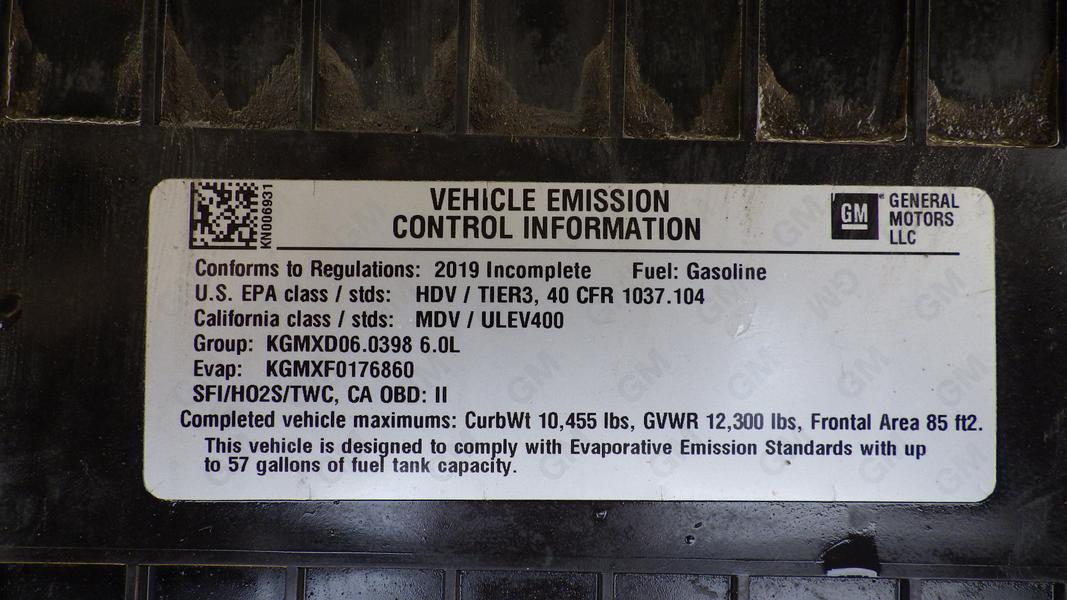 KN006931
VEHICLE EMISSION
CONTROL INFORMATION
GM
GENERAL
MOTORS
LLC
Conforms to Regulations: 2019 Incomplete Fuel: Gasoline
U.S. EPA class / stds: HDV / TIER3, 40 CFR 1037.104
California class / stds: MDV / ULEV400
Group: KGMXD06.0398 6.0L
Evap: KGMXF0176860
SFI/HO2S/TWC, CA OBD: II
Completed vehicle maximums: CurbWt 10,455 lbs, GVWR 12,300 lbs, Frontal Area 85 ft2.
This vehicle is designed to comply with Evaporative Emission Standards with up
to 57 gallons of fuel tank capacity.